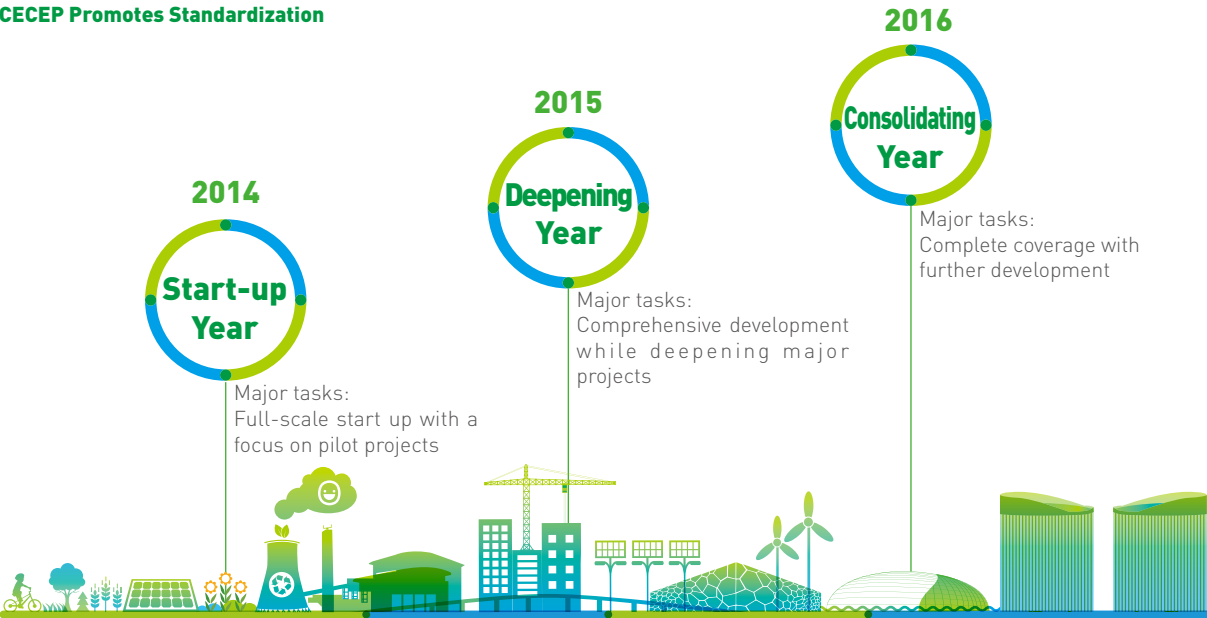 CECEP Promotes Standardization
2014
Start-up
Year
Major tasks:
Full-scale start up with a
focus on pilot projects
2015
Deepening
Year
Major tasks:
Comprehensive development
while deepening major
projects
2016
Consolidating
Year
Major tasks:
Complete coverage with
further development